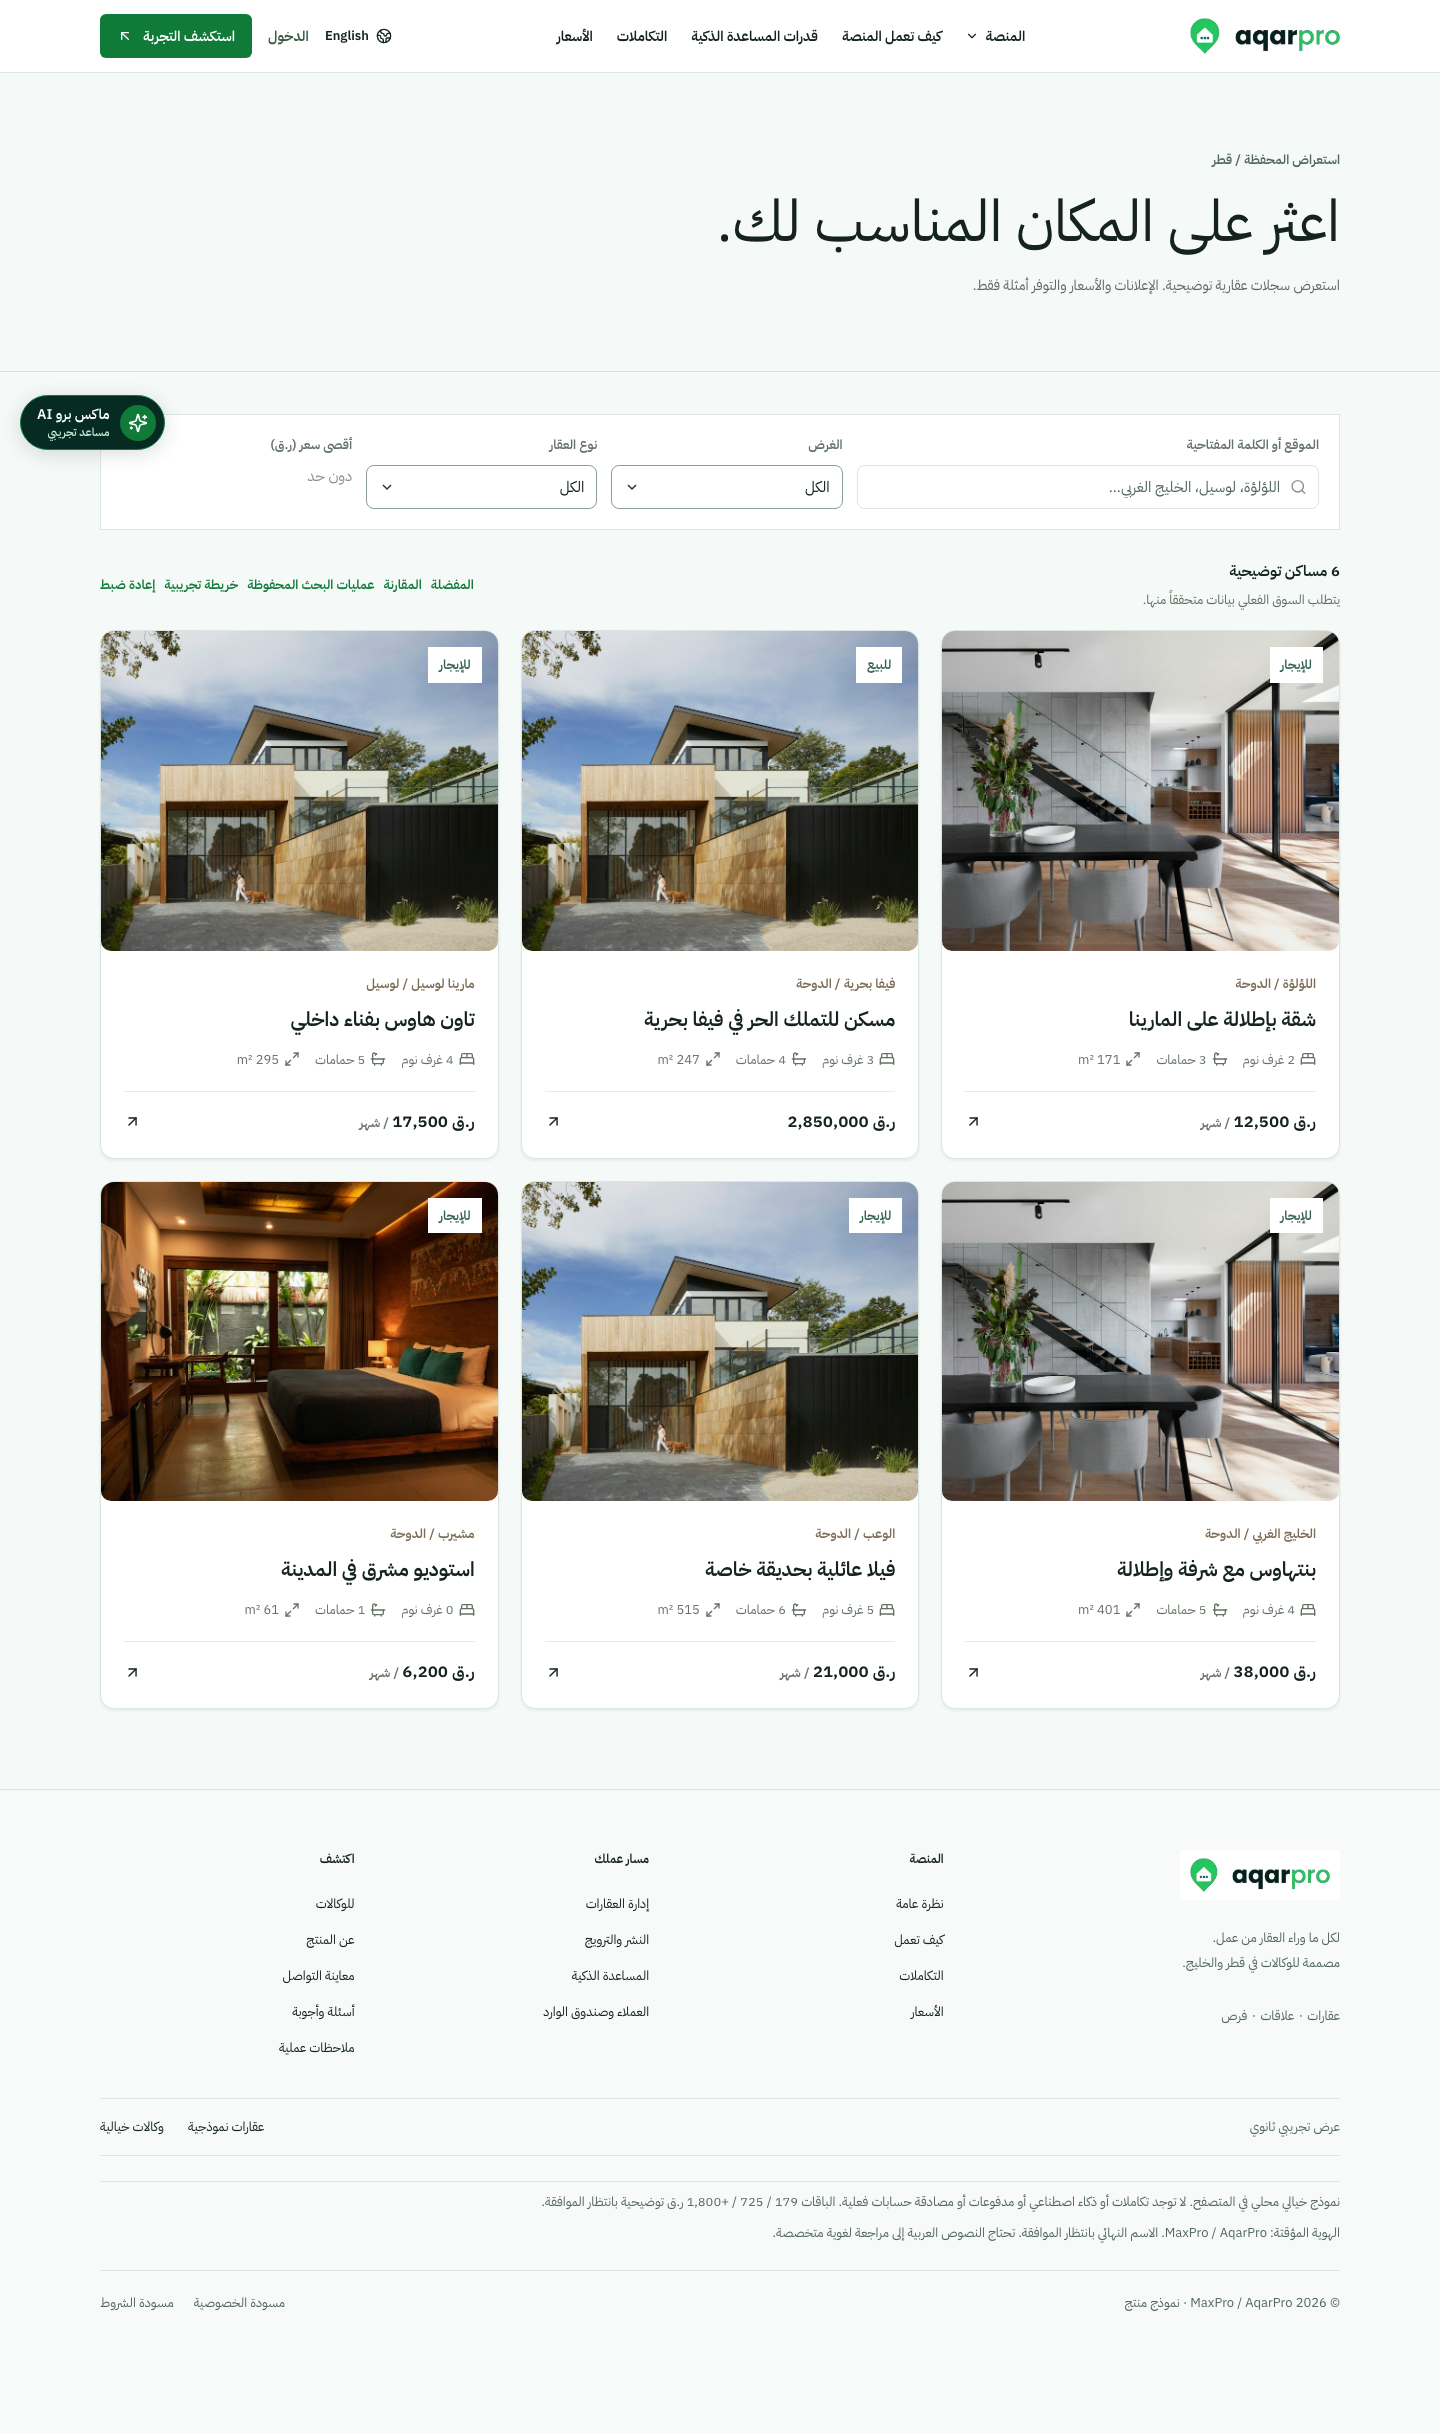 aqarpro
المنصة
كيف تعمل المنصة
قدرات المساعدة الذكية
التكاملات
الأسعار
English
الدخول
استكشف التجربة
استعراض المحفظة / قطر
اعثر على المكان المناسب لك.
استعرض سجلات عقارية توضيحية. الإعلانات والأسعار والتوفر أمثلة فقط.
ماكس برو AI
مساعد تجريبي
الموقع أو الكلمة المفتاحية
اللؤلؤة، لوسيل، الخليج الغربي...
الغرض
الكل
نوع العقار
الكل
أقصى سعر (ر.ق)
دون حد
6 مساكن توضيحية
يتطلب السوق الفعلي بيانات متحققاً منها.
المفضلة
المقارنة
عمليات البحث المحفوظة
خريطة تجريبية
إعادة ضبط
للإيجار
اللؤلؤة / الدوحة
شقة بإطلالة على المارينا
2 غرف نوم
3 حمامات
171 m²
ر.ق 12,500 / شهر
للبيع
فيفا بحرية / الدوحة
مسكن للتملك الحر في فيفا بحرية
3 غرف نوم
4 حمامات
247 m²
ر.ق 2,850,000
للإيجار
مارينا لوسيل / لوسيل
تاون هاوس بفناء داخلي
4 غرف نوم
5 حمامات
295 m²
ر.ق 17,500 / شهر
للإيجار
الخليج الغربي / الدوحة
بنتهاوس مع شرفة وإطلالة
4 غرف نوم
5 حمامات
401 m²
ر.ق 38,000 / شهر
للإيجار
الوعب / الدوحة
فيلا عائلية بحديقة خاصة
5 غرف نوم
6 حمامات
515 m²
ر.ق 21,000 / شهر
للإيجار
مشيرب / الدوحة
استوديو مشرق في المدينة
0 غرف نوم
1 حمامات
61 m²
ر.ق 6,200 / شهر
aqarpro
لكل ما وراء العقار من عمل.
مصممة للوكالات في قطر والخليج.
عقارات · علاقات · فرص
المنصة
نظرة عامة
كيف تعمل
التكاملات
الأسعار
مسار عملك
إدارة العقارات
النشر والترويج
المساعدة الذكية
العملاء وصندوق الوارد
اكتشف
للوكالات
عن المنتج
معاينة التواصل
أسئلة وأجوبة
ملاحظات عملية
عرض تجريبي ثانوي
عقارات نموذجية
وكالات خيالية
نموذج خيالي محلي في المتصفح. لا توجد تكاملات أو ذكاء اصطناعي أو مدفوعات أو مصادقة حسابات فعلية. الباقات 179 / 725 / +1,800 ر.ق توضيحية بانتظار الموافقة.
الهوية المؤقتة: MaxPro / AqarPro. الاسم النهائي بانتظار الموافقة. تحتاج النصوص العربية إلى مراجعة لغوية متخصصة.
© 2026 MaxPro / AqarPro · نموذج منتج
مسودة الخصوصية
مسودة الشروط